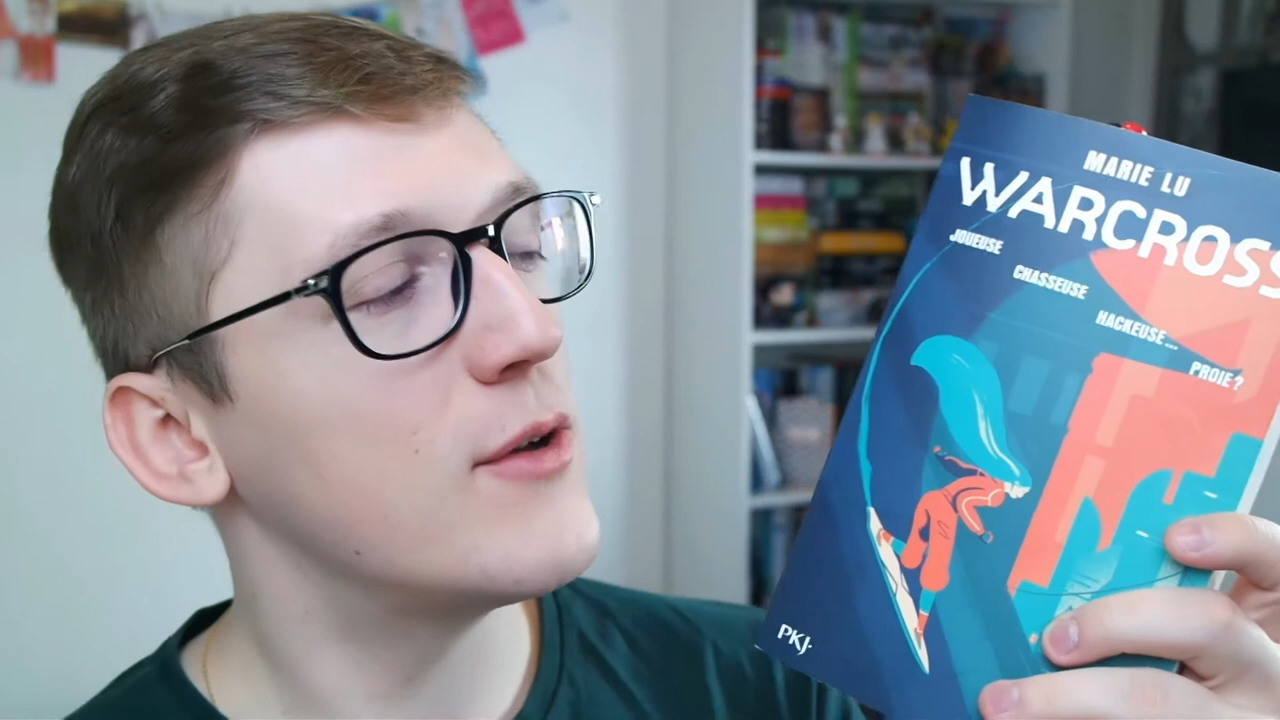 MARIE LU
WARCROSS
JOUEUSE
CHASSEUSE
HACKEUSE...
PROIE?
PKJ.